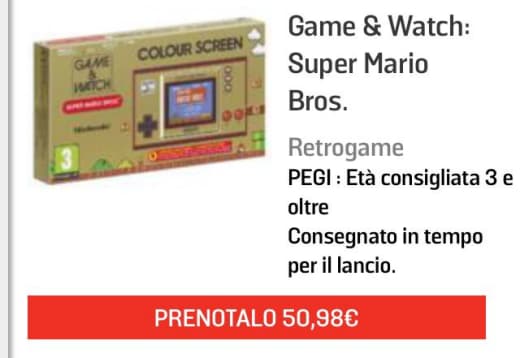 Game & Watch:
Super Mario
Bros.
COLOUR SCREEN
GAME
&
WATCH
SUPER MARIO BROS.
Nintendo
3
Retrogame
PEGI : Età consigliata 3 e
oltre
Consegnato in tempo
per il lancio.
PRENOTALO 50,98€